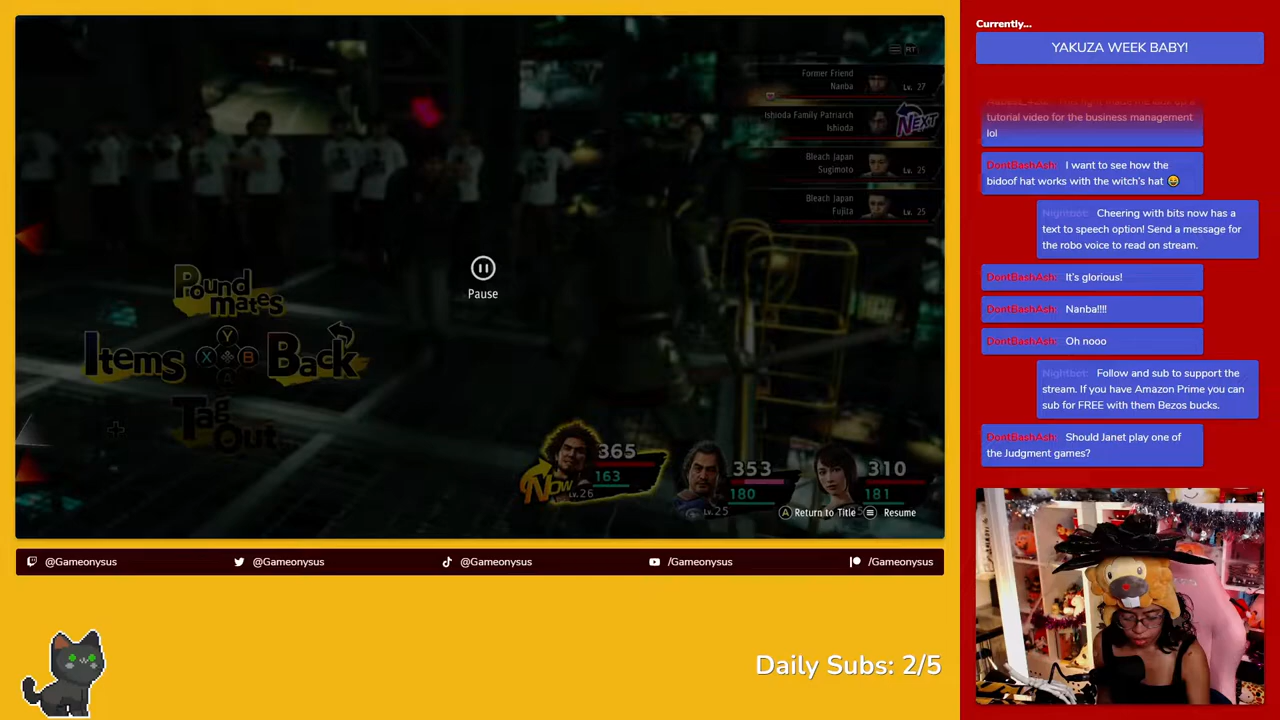 Currently...
YAKUZA WEEK BABY!
RT
Former Friend
Nanba
Lv. 27
Ishioda Family Patriarch
Ishioda
NEXT
Bleach Japan
Sugimoto
Lv. 25
Bleach Japan
Fujita
Lv. 25
Pause
Pound
mates
Items
Y
X
B
A
Back
Tag
Out
Now
365
163
Lv.26
353
180
Lv.25
310
181
A Return to Title
Resume
tutorial video for the business management
lol
DontBashAsh: I want to see how the
bidoof hat works with the witch's hat
Nightbot: Cheering with bits now has a
text to speech option! Send a message for
the robo voice to read on stream.
DontBashAsh: It's glorious!
DontBashAsh: Nanba!!!!
DontBashAsh: Oh nooo
Nightbot: Follow and sub to support the
stream. If you have Amazon Prime you can
sub for FREE with them Bezos bucks.
DontBashAsh: Should Janet play one of
the Judgment games?
@Gameonysus
@Gameonysus
@Gameonysus
/Gameonysus
/Gameonysus
Daily Subs: 2/5